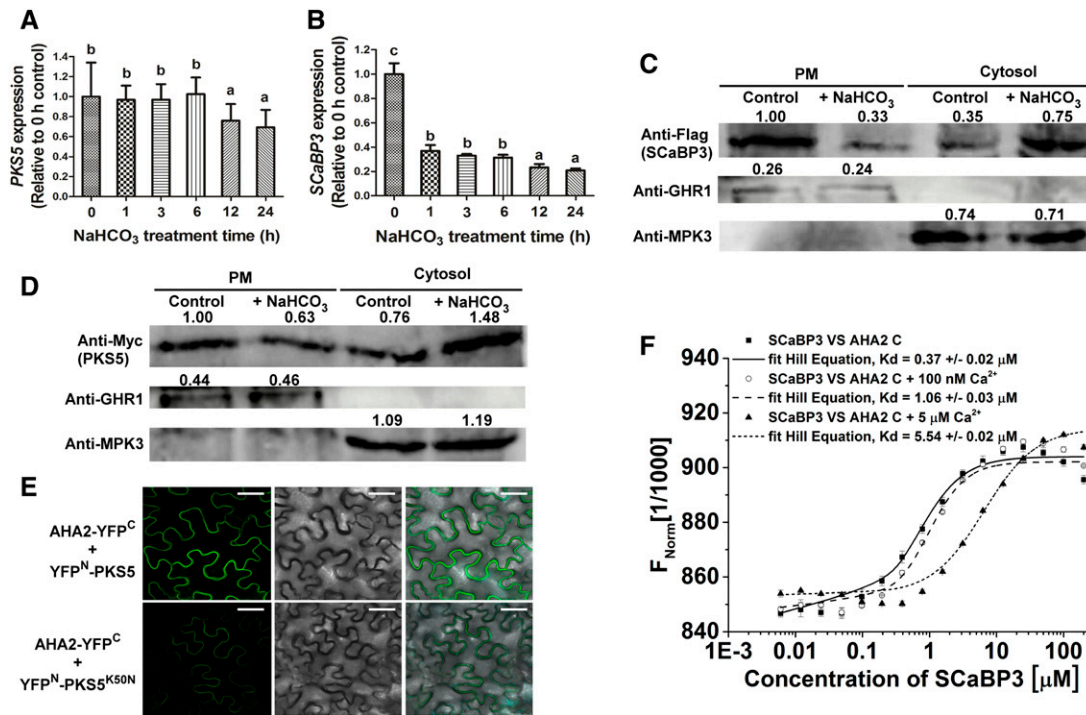 A
PKS5 expression
(Relative to 0 h control)
1.4
1.2
1.0
0.8
0.6
0.4
0.2
0.0
b
b
b
b
a
a
0
1
3
6
12
24
NaHCO3 treatment time (h)
B
SCaBP3 expression
(Relative to 0 h control)
1.2
1.0
0.8
0.6
0.4
0.2
0.0
c
b
b
b
a
a
0
1
3
6
12
24
NaHCO3 treatment time (h)
C
PM Cytosol
Control + NaHCO3 Control + NaHCO3
1.00 0.33 0.35 0.75
Anti-Flag
(SCaBP3)
0.26 0.24
Anti-GHR1
0.74 0.71
Anti-MPK3
D
PM Cytosol
Control + NaHCO3 Control + NaHCO3
1.00 0.63 0.76 1.48
Anti-Myc
(PKS5)
0.44 0.46
Anti-GHR1
1.09 1.19
Anti-MPK3
E
AHA2-YFP^C
+
YFP^N-PKS5
AHA2-YFP^C
+
YFP^N-PKS5^K50N
F
SCaBP3 VS AHA2 C
fit Hill Equation, Kd = 0.37 +/- 0.02 μM
SCaBP3 VS AHA2 C + 100 nM Ca²⁺
fit Hill Equation, Kd = 1.06 +/- 0.03 μM
SCaBP3 VS AHA2 C + 5 μM Ca²⁺
fit Hill Equation, Kd = 5.54 +/- 0.02 μM
F_Norm [1/1000]
940
920
900
880
860
840
1E-3
0.01
0.1
1
10
100
Concentration of SCaBP3 [μM]